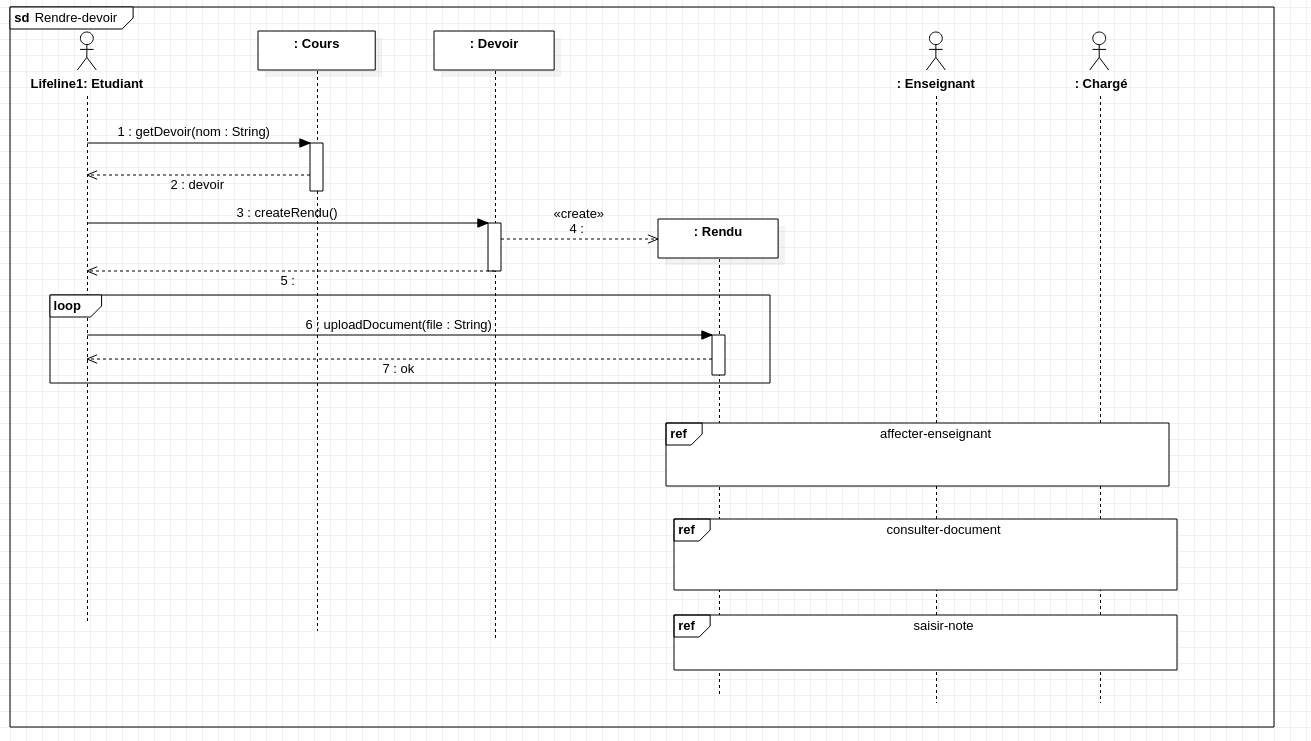 sd Rendre-devoir
Lifeline1: Etudiant
: Cours
: Devoir
: Enseignant
: Chargé
1 : getDevoir(nom : String)
2 : devoir
3 : createRendu()
«create»
4 :
: Rendu
5 :
loop
6 : uploadDocument(file : String)
7 : ok
ref affecter-enseignant
ref consulter-document
ref saisir-note